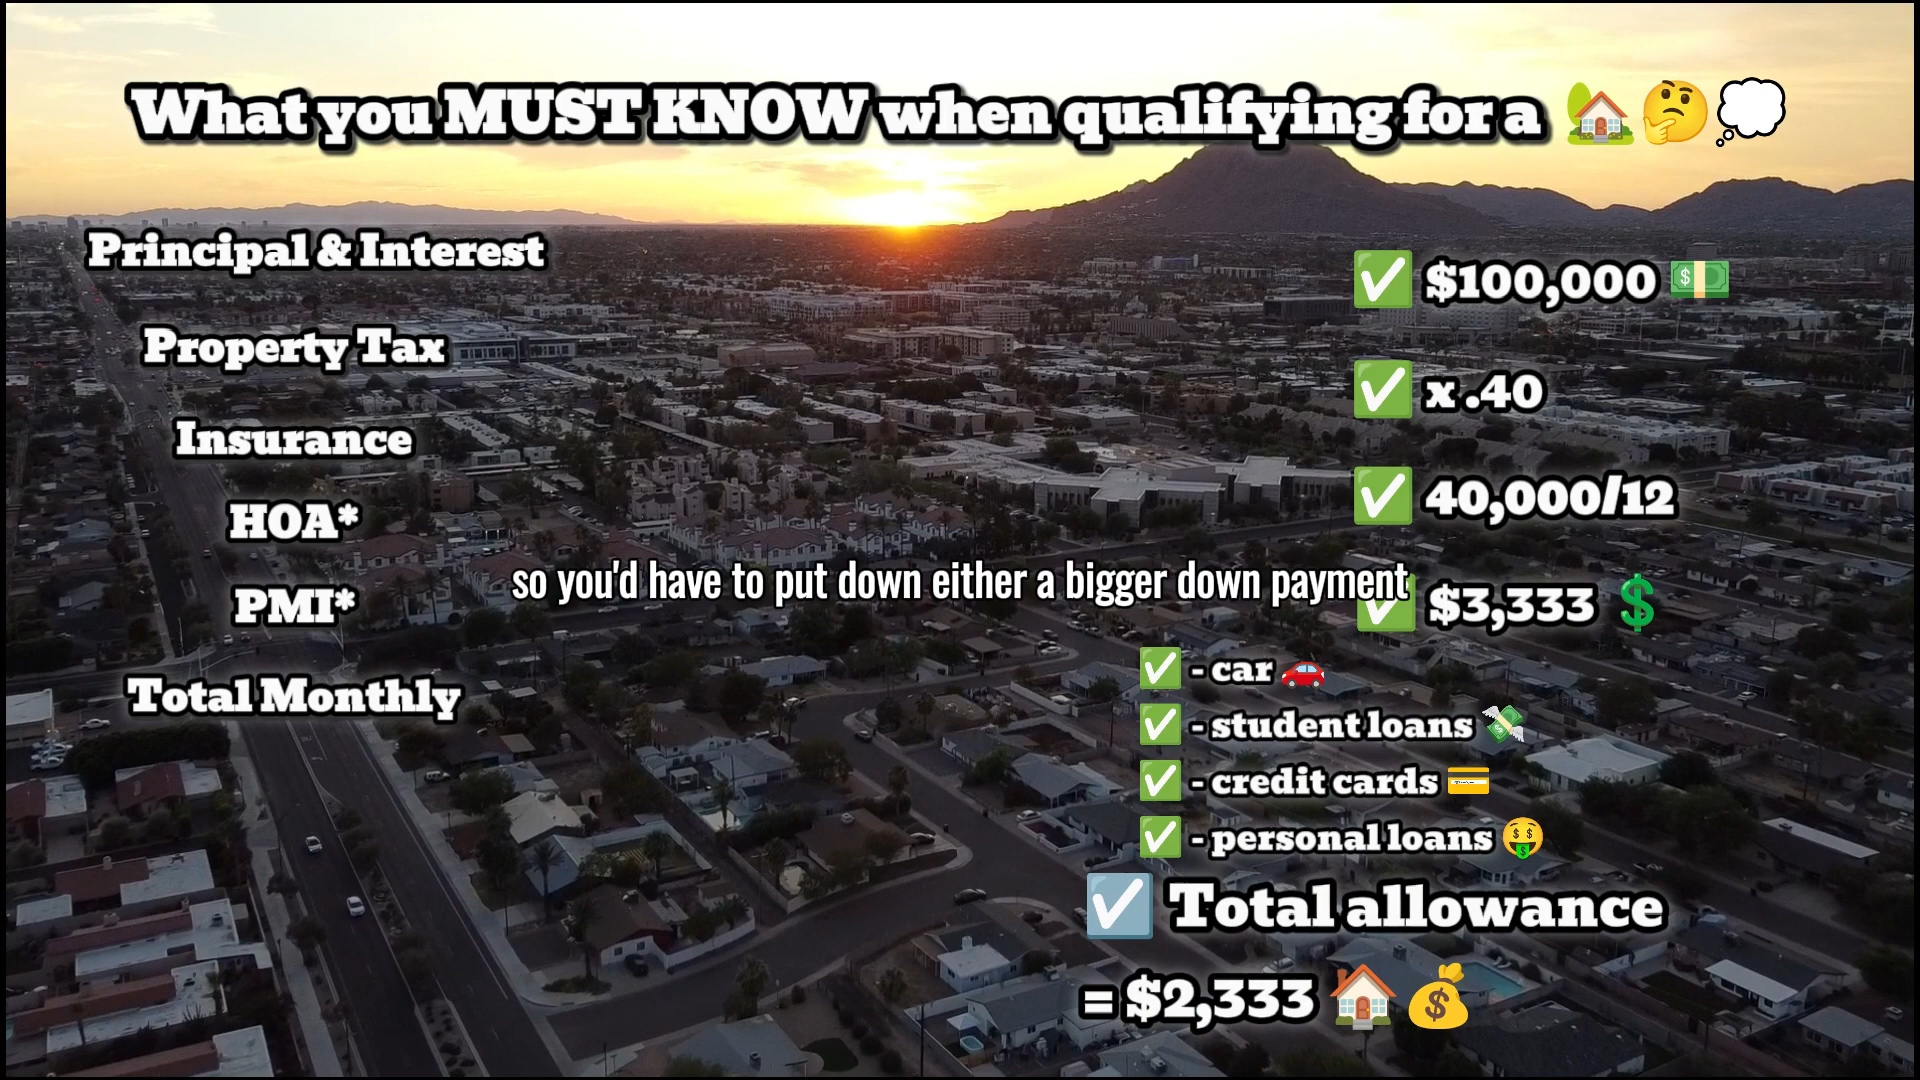 What you MUST KNOW when qualifying for a 🏡🤔💭
Principal & Interest
Property Tax
Insurance
HOA*
PMI*
Total Monthly
✅ $100,000 💵
✅ x .40
✅ 40,000/12
✅ $3,333 💲
so you'd have to put down either a bigger down payment
✅ - car 🚗
✅ - student loans 💸
✅ - credit cards 💳
✅ - personal loans 🤑
☑️ Total allowance
= $2,333 🏠💰